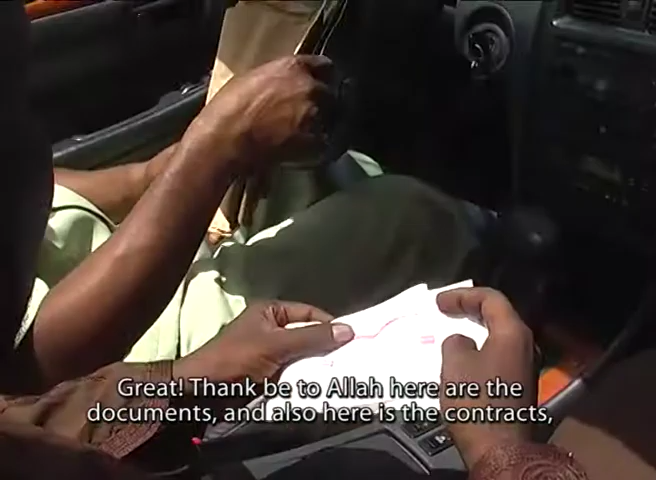 Great! Thank be to Allah here are the
documents, and also here is the contracts,